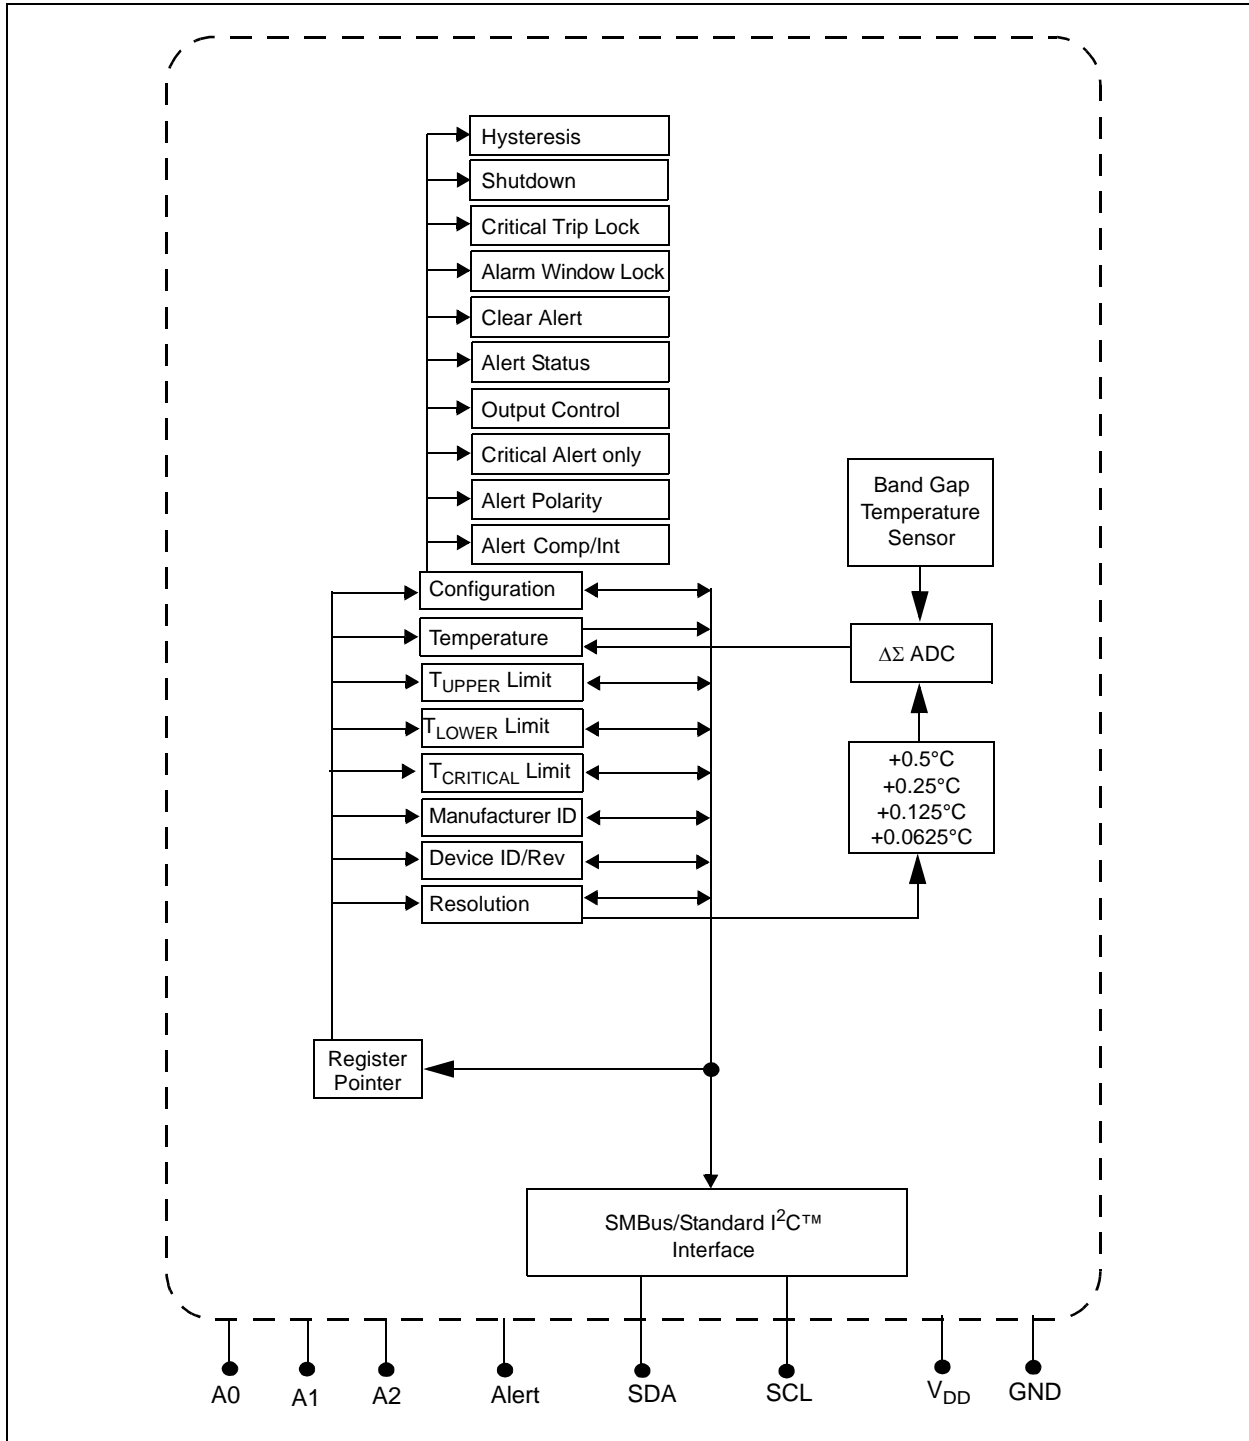 Hysteresis
Shutdown
Critical Trip Lock
Alarm Window Lock
Clear Alert
Alert Status
Output Control
Critical Alert only
Alert Polarity
Alert Comp/Int
Configuration
Temperature
TUPPER Limit
TLOWER Limit
TCRITICAL Limit
Manufacturer ID
Device ID/Rev
Resolution
Band Gap
Temperature
Sensor
ΔΣ ADC
+0.5°C
+0.25°C
+0.125°C
+0.0625°C
Register
Pointer
SMBus/Standard I²C™
Interface
A0
A1
A2
Alert
SDA
SCL
VDD
GND